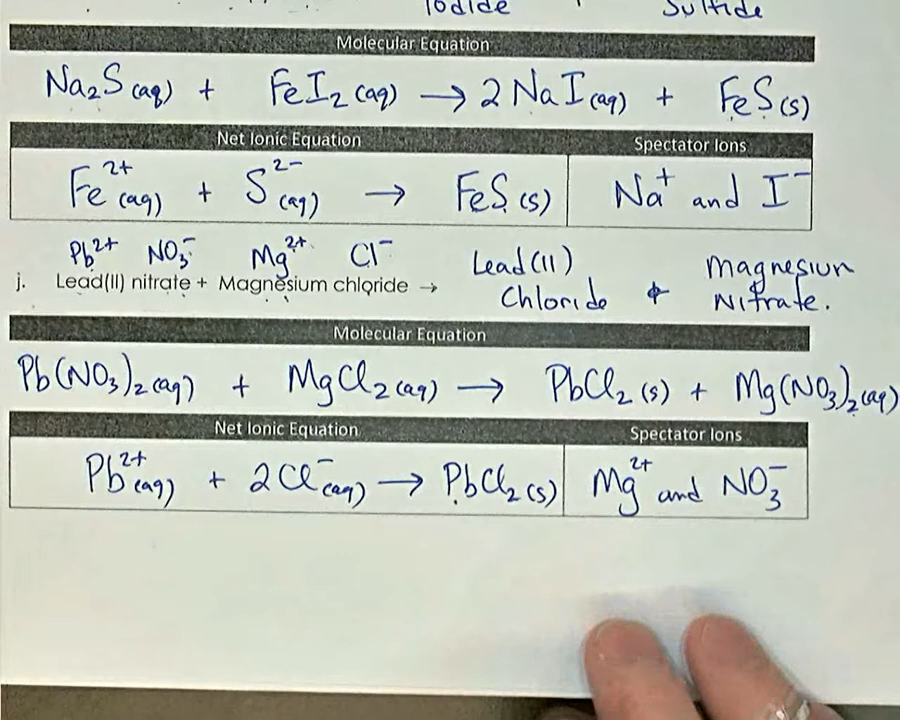 Iodide Sulfide
Molecular Equation
Na₂S(aq) + FeI₂(aq) → 2NaI(aq) + FeS(s)
Net Ionic Equation Spectator Ions
Fe²⁺(aq) + S²⁻(aq) → FeS(s) Na⁺ and I⁻
Pb²⁺ NO₃⁻ Mg²⁺ Cl⁻ Lead(II) Magnesium
j. Lead(II) nitrate + Magnesium chloride → Chloride + Nitrate.
Molecular Equation
Pb(NO₃)₂(aq) + MgCl₂(aq) → PbCl₂(s) + Mg(NO₃)₂(aq)
Net Ionic Equation Spectator Ions
Pb²⁺(aq) + 2Cl⁻(aq) → PbCl₂(s) Mg²⁺ and NO₃⁻